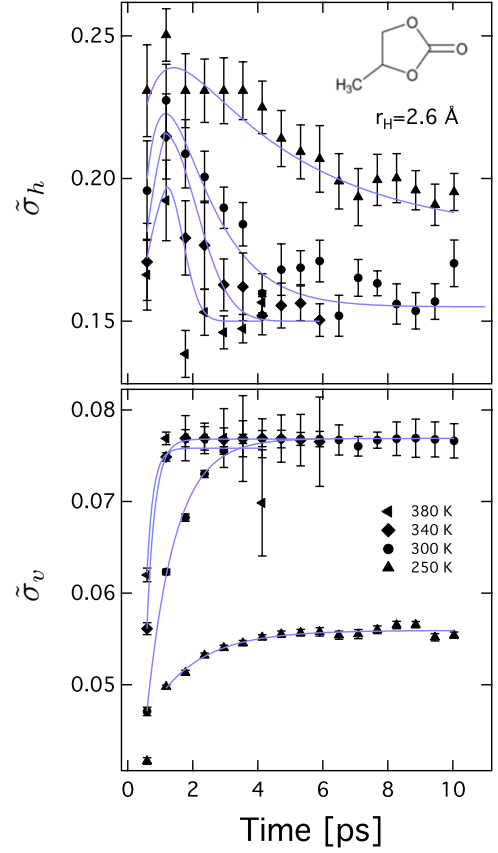 0.25
0.20
0.15
σ̃h
O
O
O
H₃C
rH=2.6 Å
0.08
0.07
0.06
0.05
σ̃v
380 K
340 K
300 K
250 K
0 2 4 6 8 10
Time [ps]